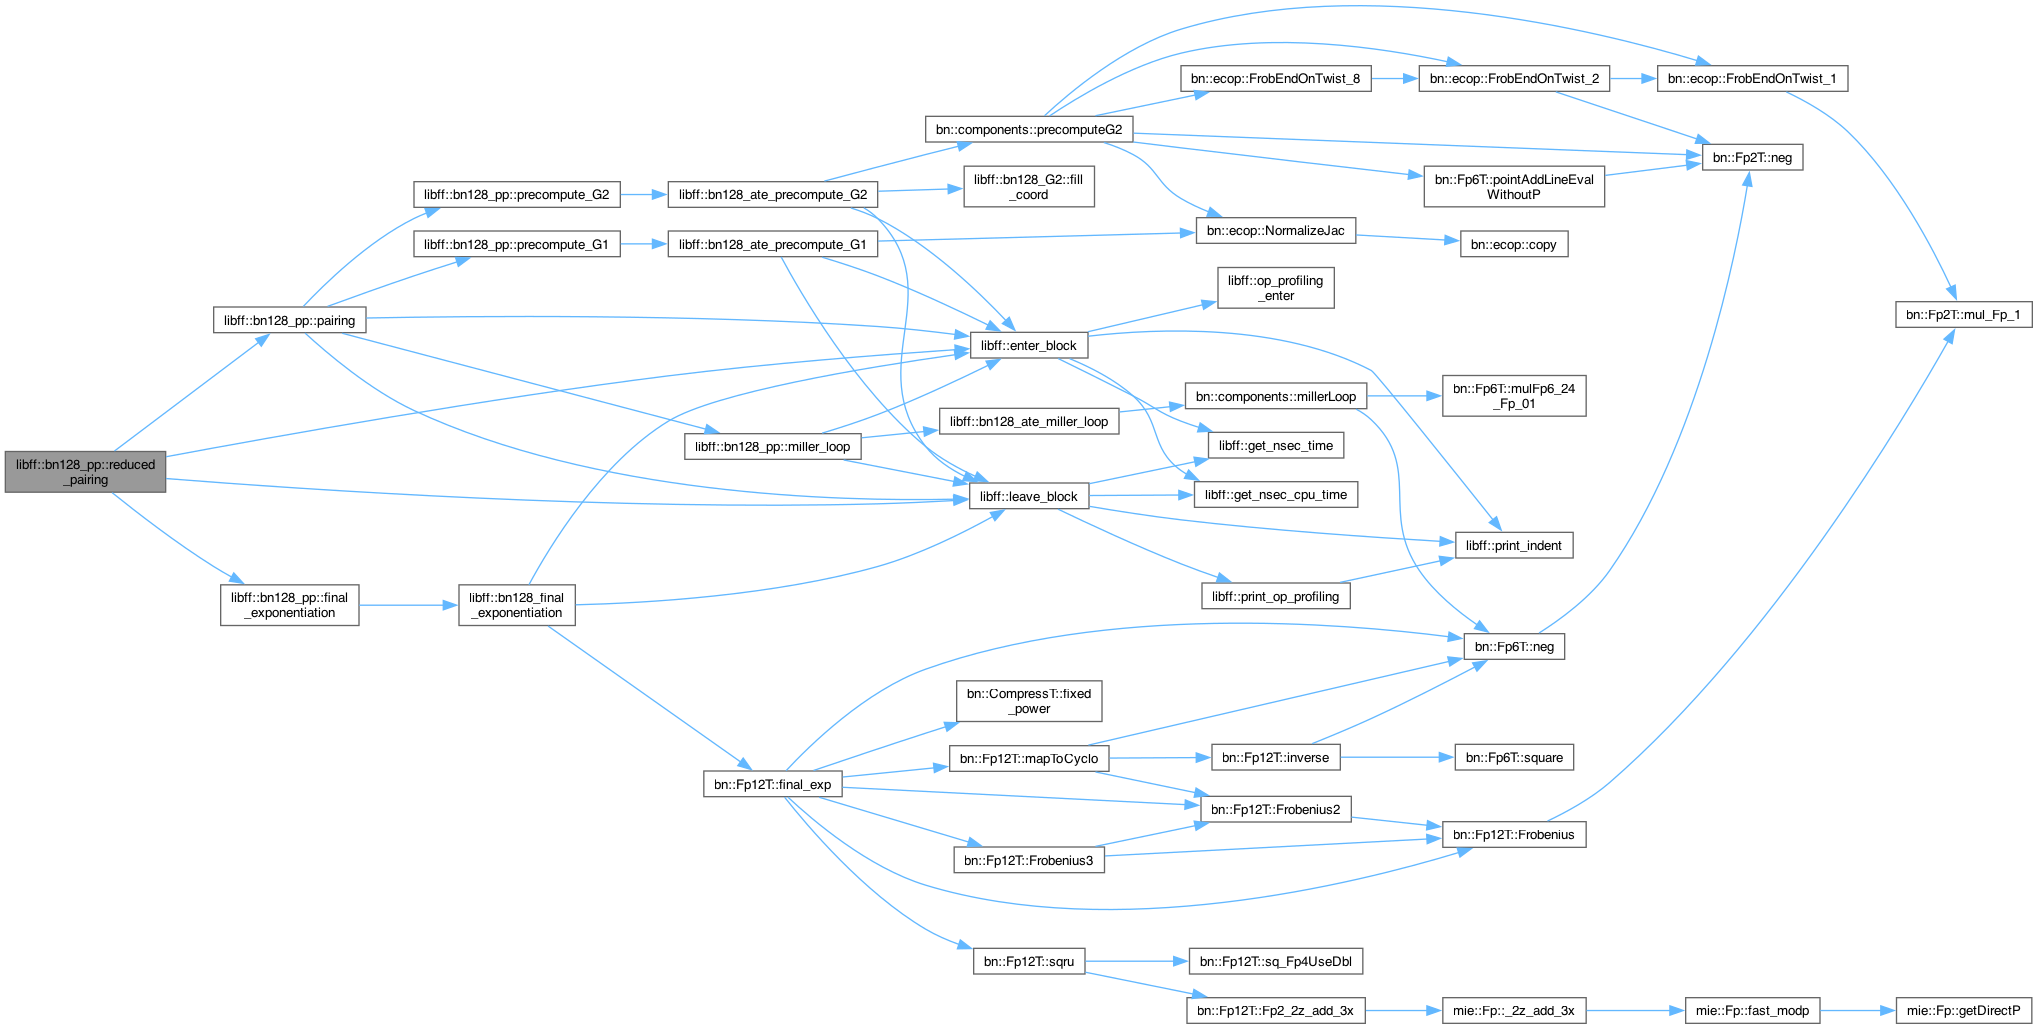 libff::bn128_pp::reduced
_pairing
libff::bn128_pp::pairing
libff::bn128_pp::final
_exponentiation
libff::bn128_pp::precompute_G2
libff::bn128_pp::precompute_G1
libff::bn128_final
_exponentiation
libff::bn128_ate_precompute_G2
libff::bn128_ate_precompute_G1
libff::bn128_pp::miller_loop
bn::Fp12T::final_exp
bn::components::precomputeG2
libff::bn128_G2::fill
_coord
libff::enter_block
libff::bn128_ate_miller_loop
libff::leave_block
bn::CompressT::fixed
_power
bn::Fp12T::mapToCyclo
bn::Fp12T::Frobenius3
bn::Fp12T::sqru
bn::ecop::FrobEndOnTwist_8
bn::ecop::NormalizeJac
libff::op_profiling
_enter
bn::components::millerLoop
libff::get_nsec_time
libff::get_nsec_cpu_time
libff::print_op_profiling
bn::Fp12T::inverse
bn::Fp12T::Frobenius2
bn::Fp12T::sq_Fp4UseDbl
bn::Fp12T::Fp2_2z_add_3x
bn::ecop::FrobEndOnTwist_2
bn::Fp6T::pointAddLineEval
WithoutP
bn::ecop::copy
bn::Fp6T::mulFp6_24
_Fp_01
libff::print_indent
bn::Fp6T::neg
bn::Fp6T::square
bn::Fp12T::Frobenius
mie::Fp::_2z_add_3x
bn::ecop::FrobEndOnTwist_1
bn::Fp2T::neg
mie::Fp::fast_modp
bn::Fp2T::mul_Fp_1
mie::Fp::getDirectP